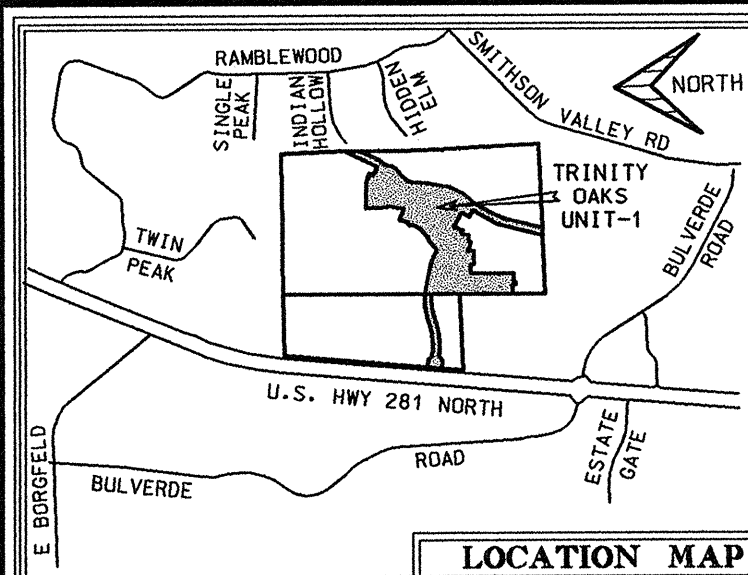 RAMBLEWOOD
SINGLE
PEAK
INDIAN
HOLLOW
HIDDEN
ELM
SMITHSON VALLEY RD
NORTH
TRINITY
OAKS
UNIT-1
BULVERDE
ROAD
TWIN
PEAK
U.S. HWY 281 NORTH
E BORGFELD
BULVERDE
ROAD
ESTATE
GATE
LOCATION MAP